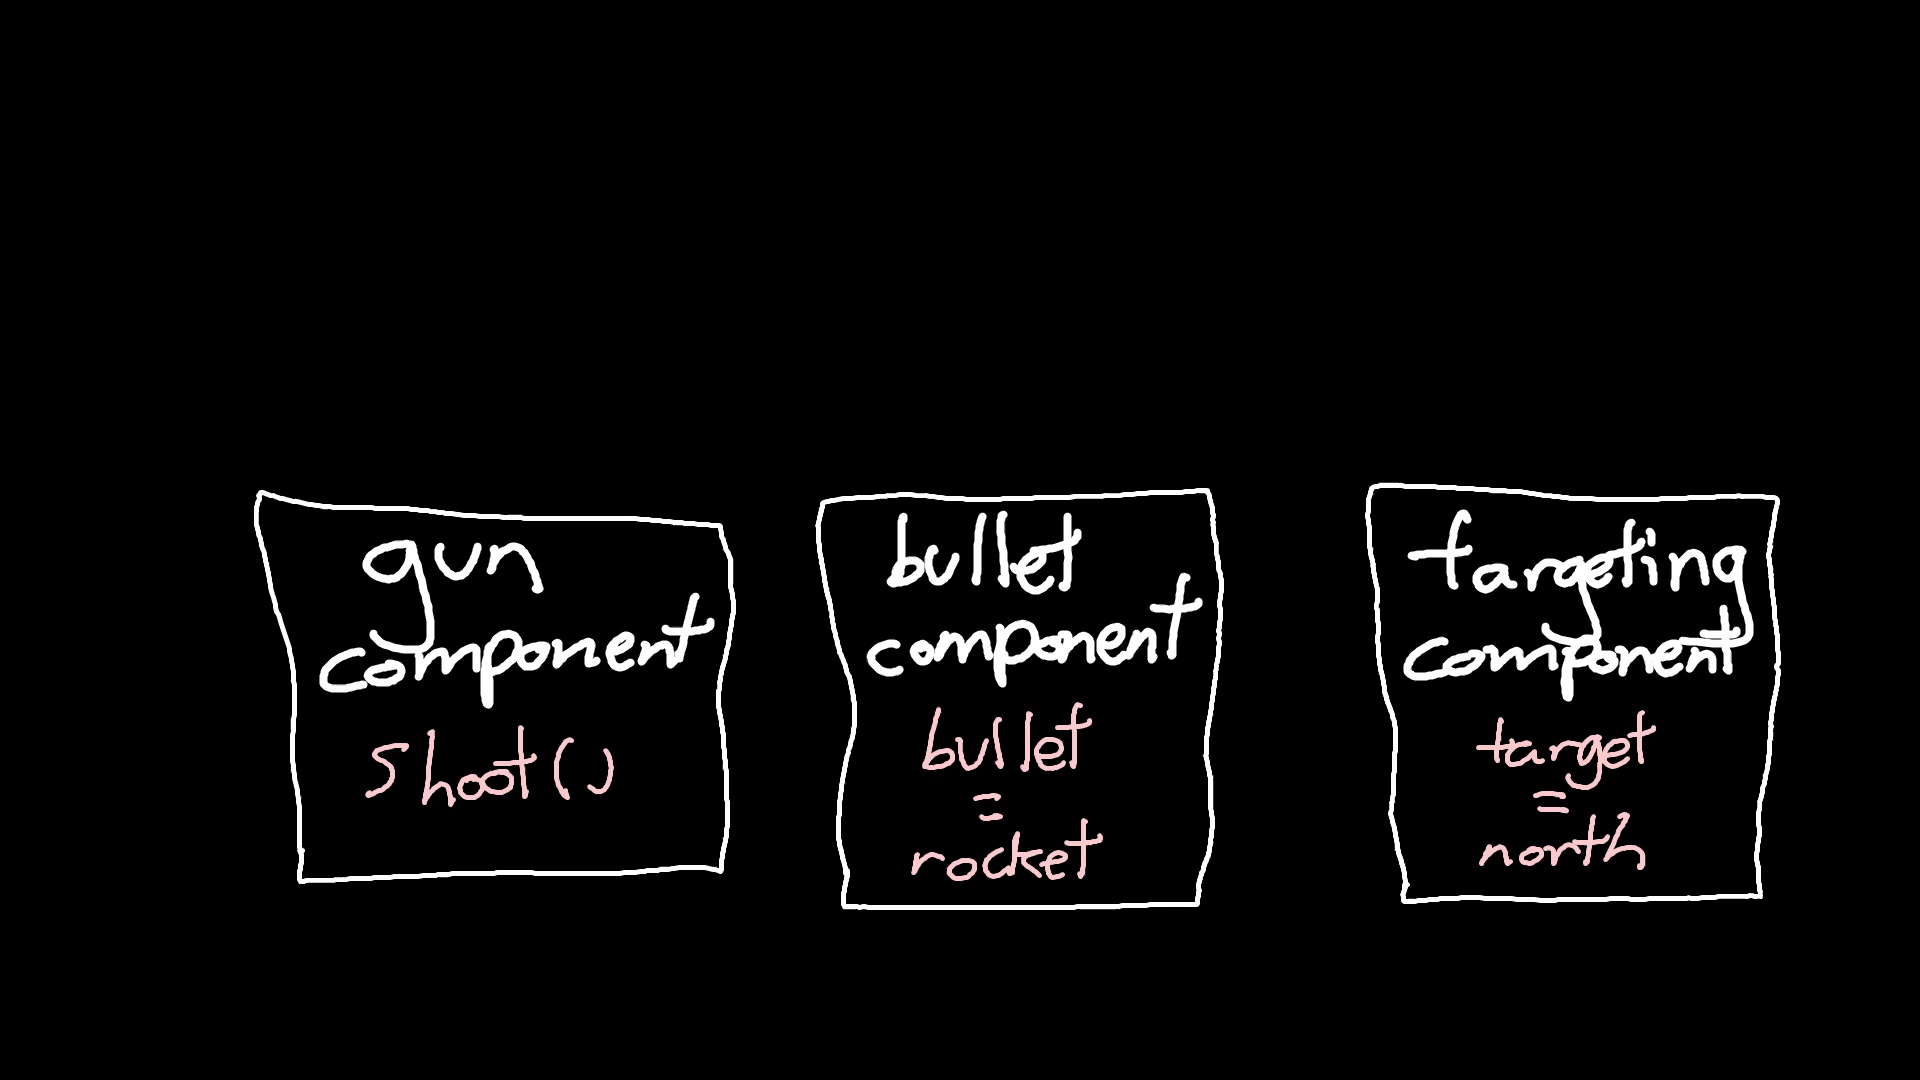 gun
component
shoot()
bullet
component
bullet
=
rocket
targeting
component
target
=
north